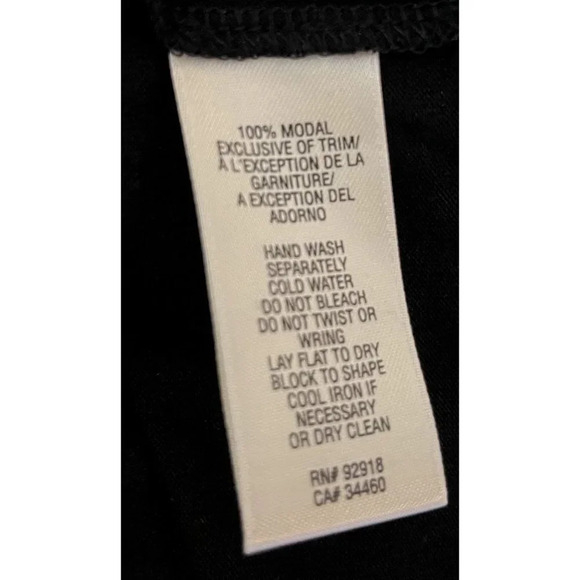 100% MODAL
EXCLUSIVE OF TRIM/
À L'EXCEPTION DE LA
GARNITURE/
A EXCEPTION DEL
ADORNO
HAND WASH
SEPARATELY
COLD WATER
DO NOT BLEACH
DO NOT TWIST OR
WRING
LAY FLAT TO DRY
BLOCK TO SHAPE
COOL IRON IF
NECESSARY
OR DRY CLEAN
RN# 92918
CA# 34460